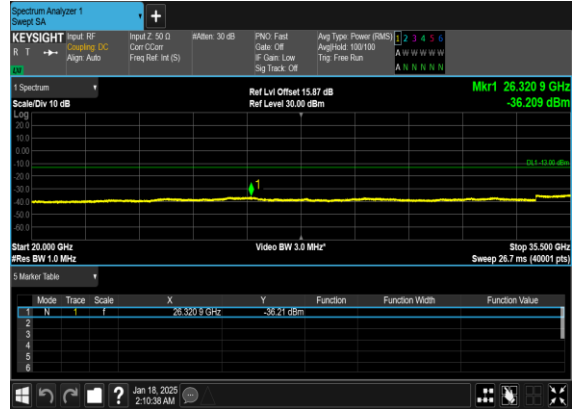 Spectrum Analyzer 1
Swept SA
+
KEYSIGHT Input: RF Input Z: 50 Ω #Atten: 30 dB PNO: Fast Avg Type: Power (RMS) 1 2 3 4 5 6
R T Coupling: DC Corr CCorr Gate: Off Avg|Hold: 100/100 A W W W W W
Align: Auto Freq Ref: Int (S) IF Gain: Low Trig: Free Run
Sig Track: Off A N N N N N
1 Spectrum Ref Lvl Offset 15.87 dB Mkr1 26.320 9 GHz
Scale/Div 10 dB Ref Level 30.00 dBm -36.209 dBm
Log
20.0
10.0
0.00
-10.0
DL1 -13.00 dBm
-20.0
-30.0
1
-40.0
-50.0
-60.0
Start 20.000 GHz Video BW 3.0 MHz* Stop 35.500 GHz
#Res BW 1.0 MHz Sweep 26.7 ms (40001 pts)
5 Marker Table
Mode Trace Scale X Y Function Function Width Function Value
1 N 1 f 26.320 9 GHz -36.21 dBm
2
3
4
5
6
? Jan 18, 2025
2:10:38 AM